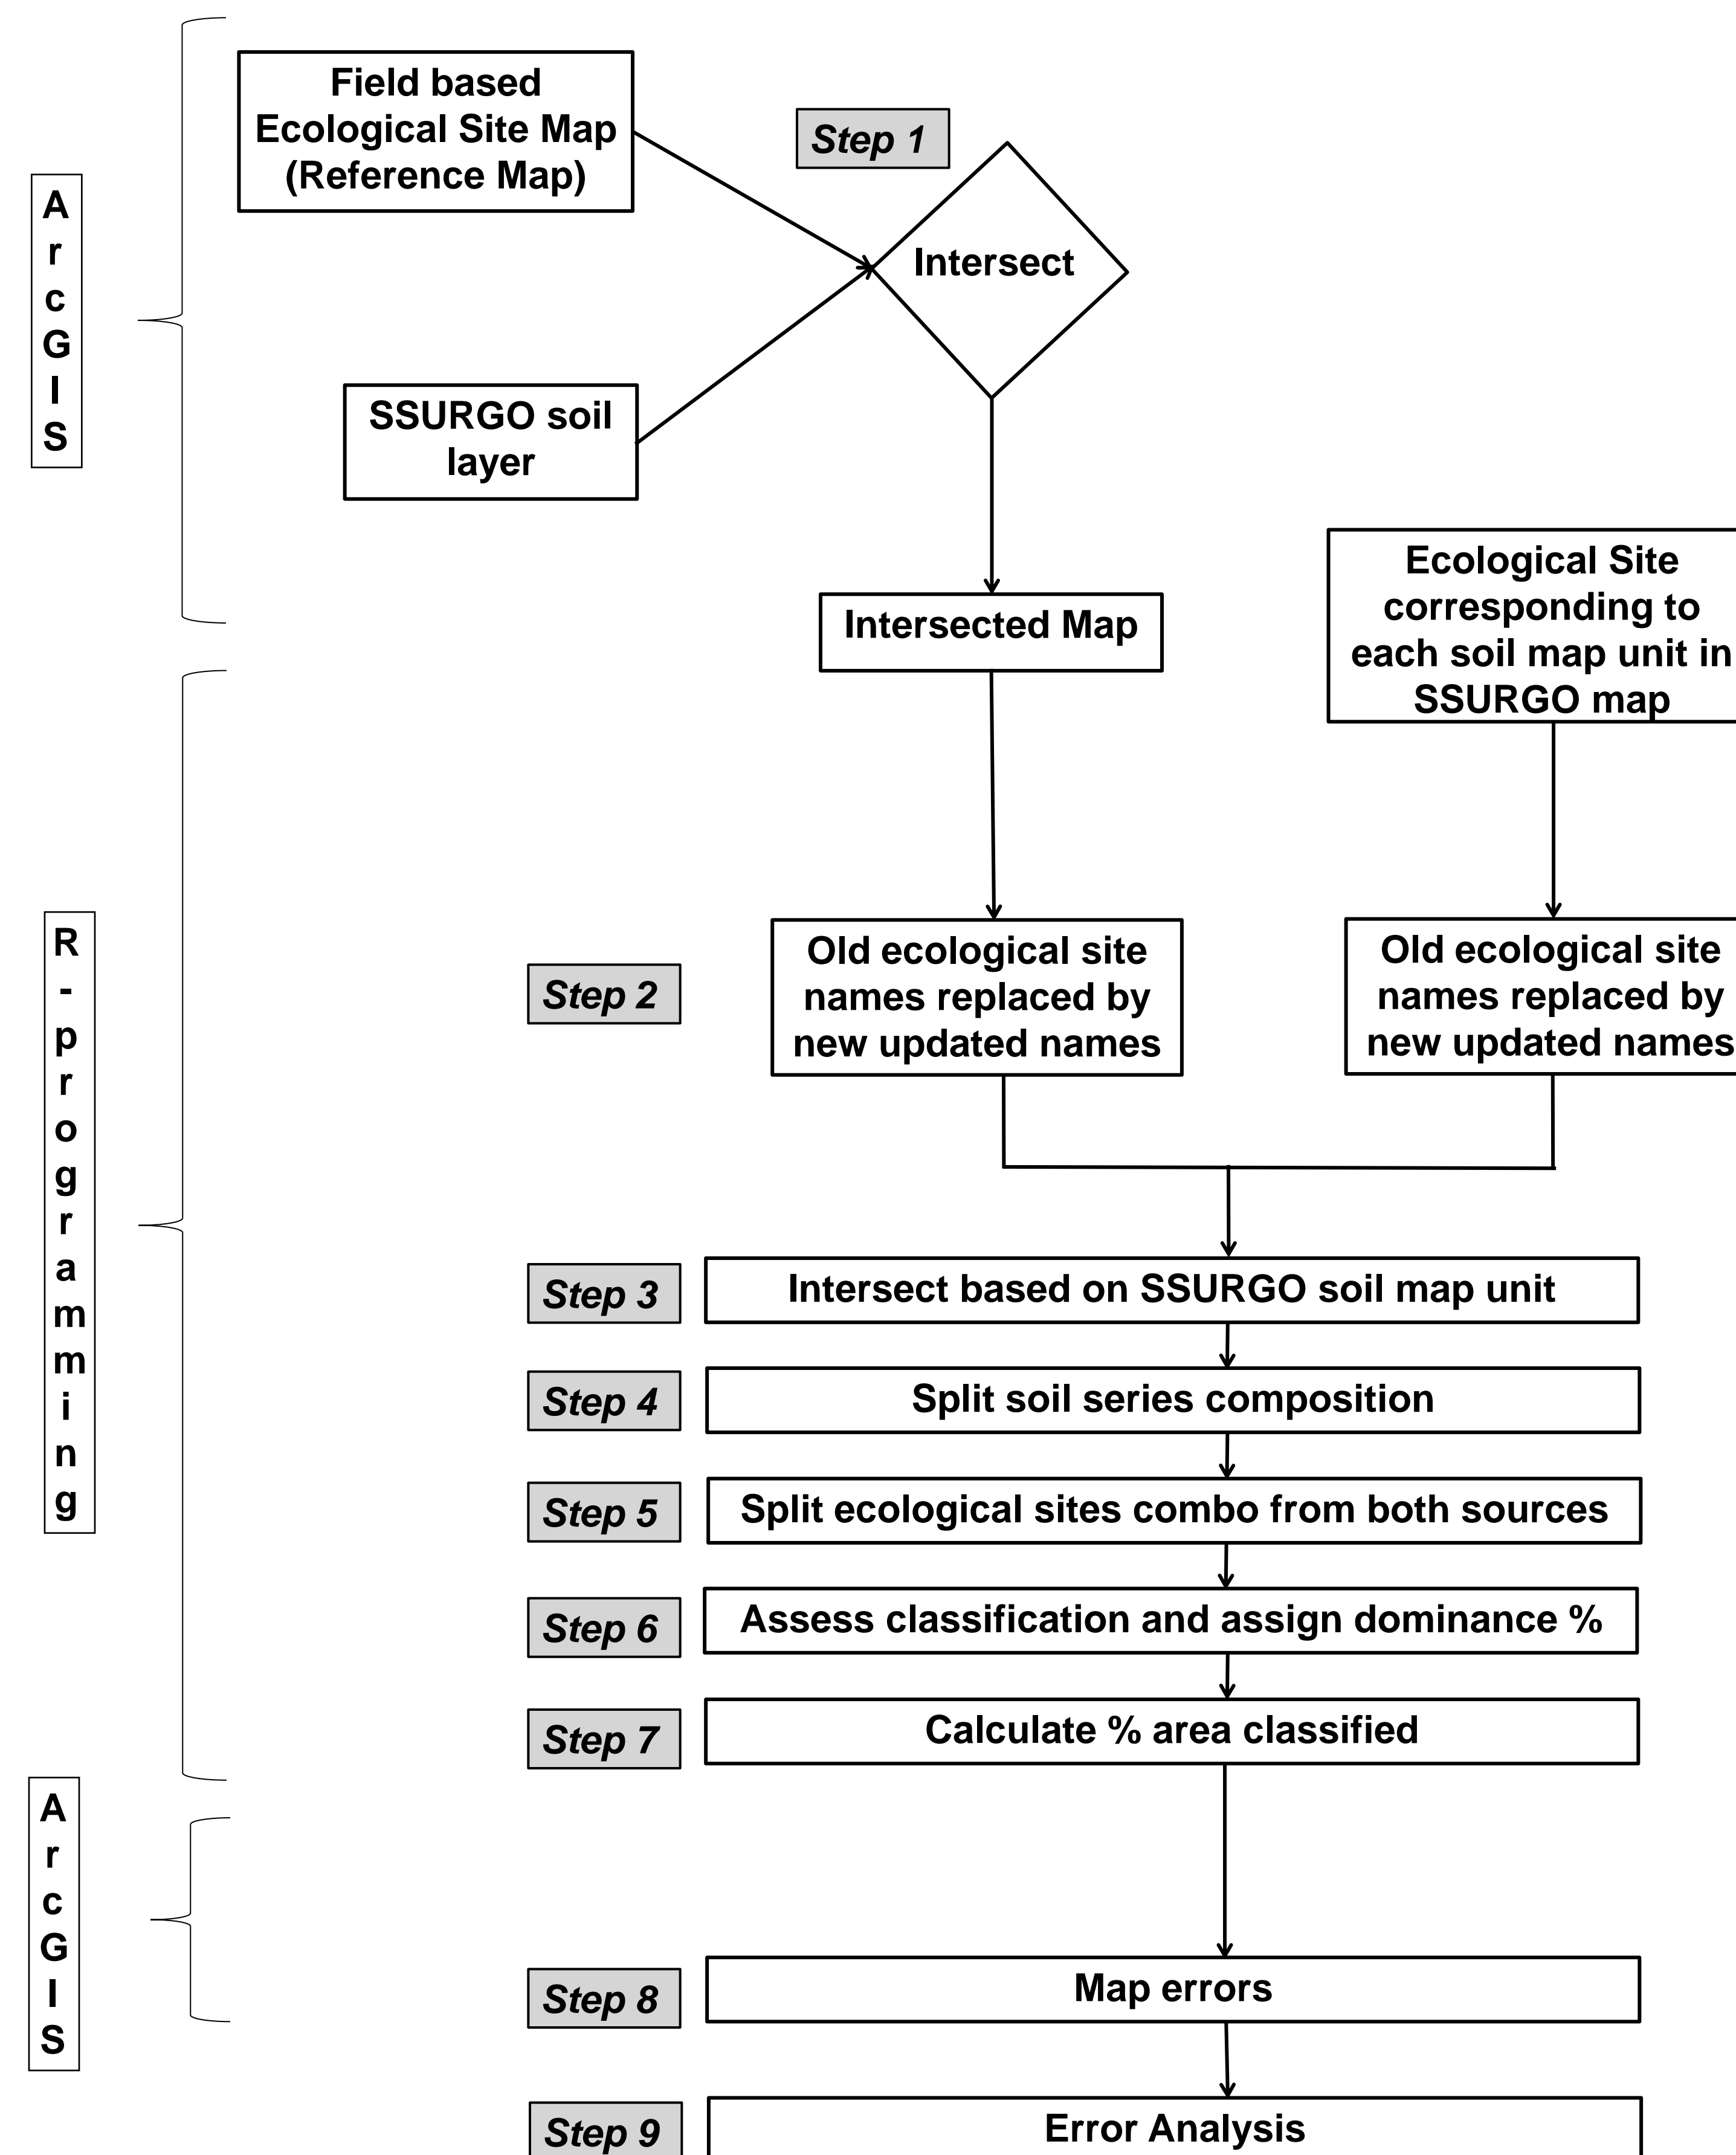 ArcGIS
Field based
Ecological Site Map
(Reference Map)
Step 1
Intersect
SSURGO soil
layer
Intersected Map
Ecological Site
corresponding to
each soil map unit in
SSURGO map
R-programming
Step 2
Old ecological site
names replaced by
new updated names
Old ecological site
names replaced by
new updated names
Step 3
Intersect based on SSURGO soil map unit
Step 4
Split soil series composition
Step 5
Split ecological sites combo from both sources
Step 6
Assess classification and assign dominance %
Step 7
Calculate % area classified
ArcGIS
Step 8
Map errors
Step 9
Error Analysis